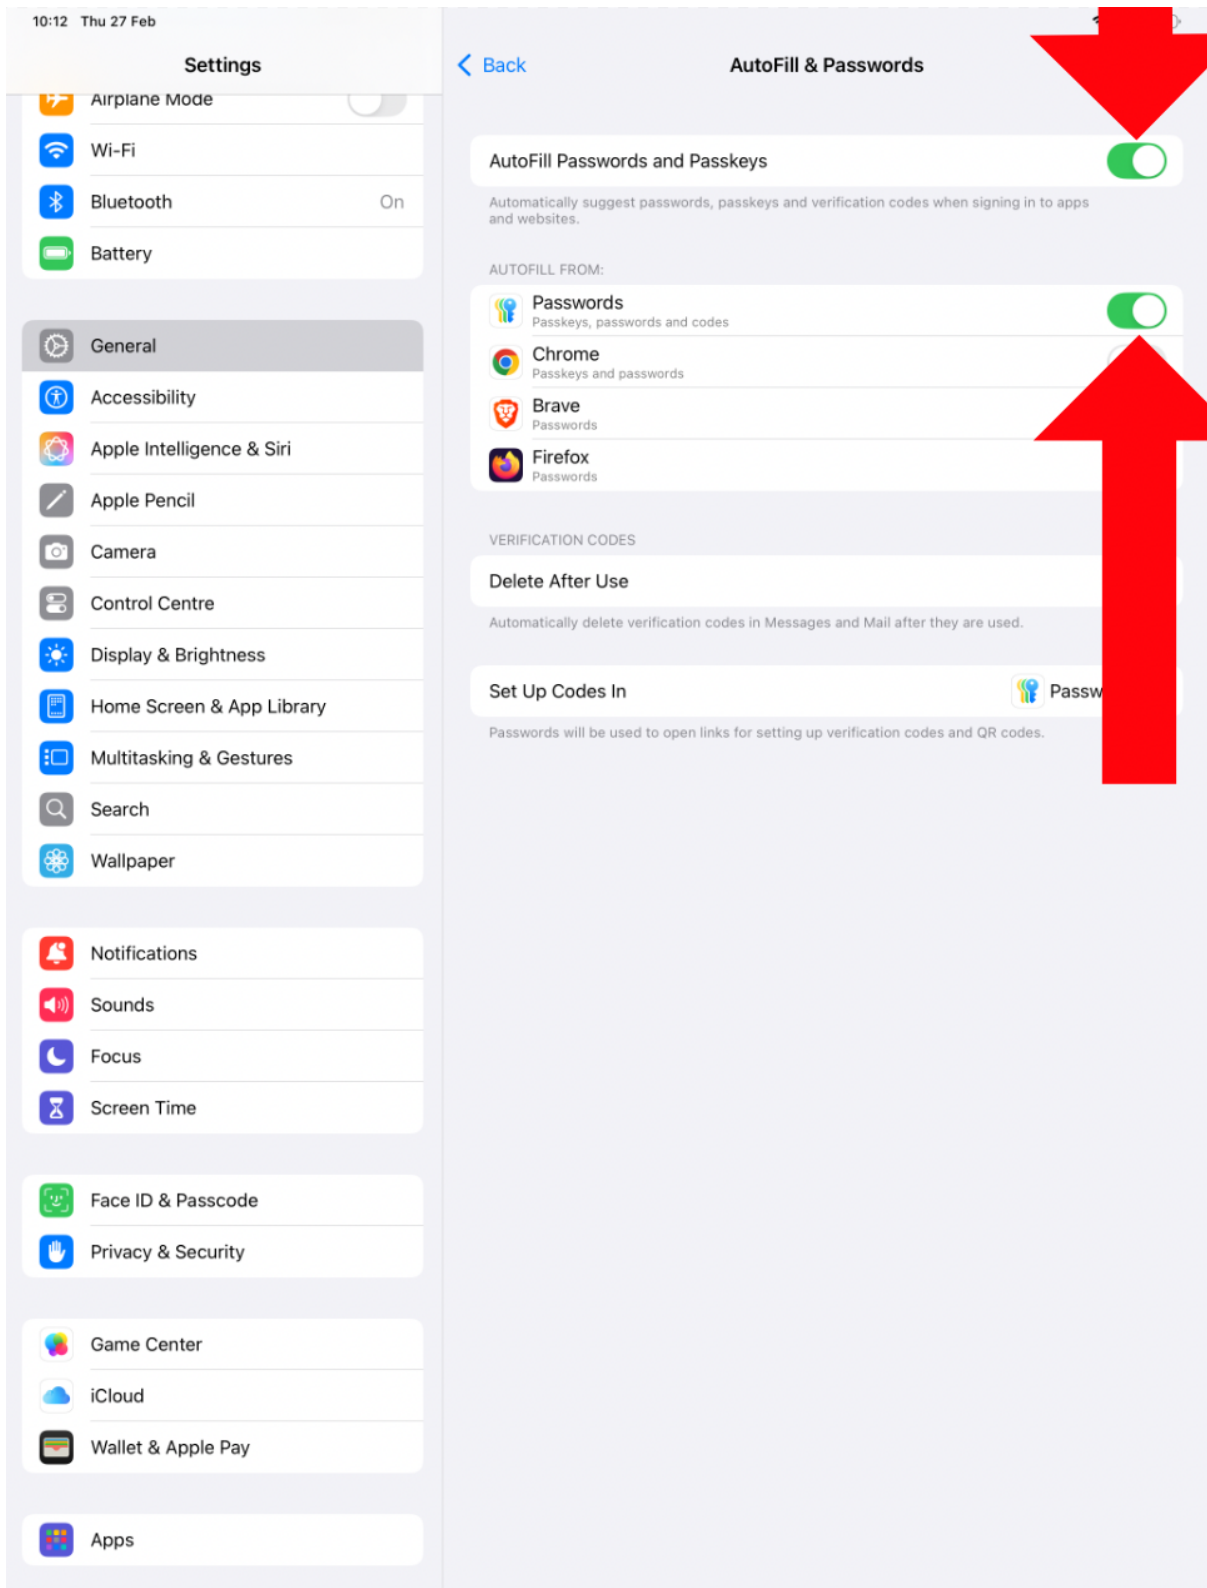 10:12 Thu 27 Feb
Settings
Airplane Mode
Wi-Fi
Bluetooth On
Battery
General
Accessibility
Apple Intelligence & Siri
Apple Pencil
Camera
Control Centre
Display & Brightness
Home Screen & App Library
Multitasking & Gestures
Search
Wallpaper
Notifications
Sounds
Focus
Screen Time
Face ID & Passcode
Privacy & Security
Game Center
iCloud
Wallet & Apple Pay
Apps
Back AutoFill & Passwords
AutoFill Passwords and Passkeys
Automatically suggest passwords, passkeys and verification codes when signing in to apps
and websites.
AUTOFILL FROM:
Passwords
Passkeys, passwords and codes
Chrome
Passkeys and passwords
Brave
Passwords
Firefox
Passwords
VERIFICATION CODES
Delete After Use
Automatically delete verification codes in Messages and Mail after they are used.
Set Up Codes In Passw
Passwords will be used to open links for setting up verification codes and QR codes.